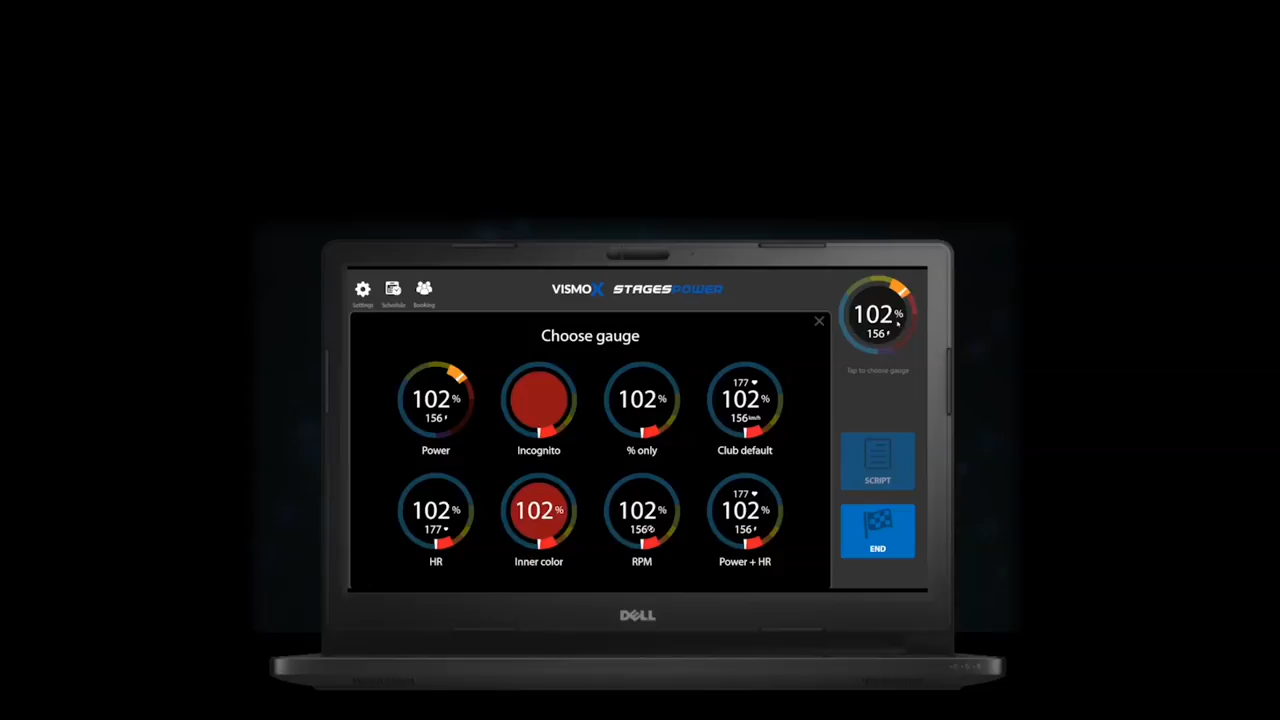 Settings Schedule Booking
VISMOX STAGESPOWER
102%
156
Tap to choose gauge
Choose gauge
102%
156
Power
Incognito
102%
% only
177
102%
156km/h
Club default
102%
177
HR
102%
Inner color
102%
156
RPM
177
102%
156
Power + HR
SCRIPT
END
DELL